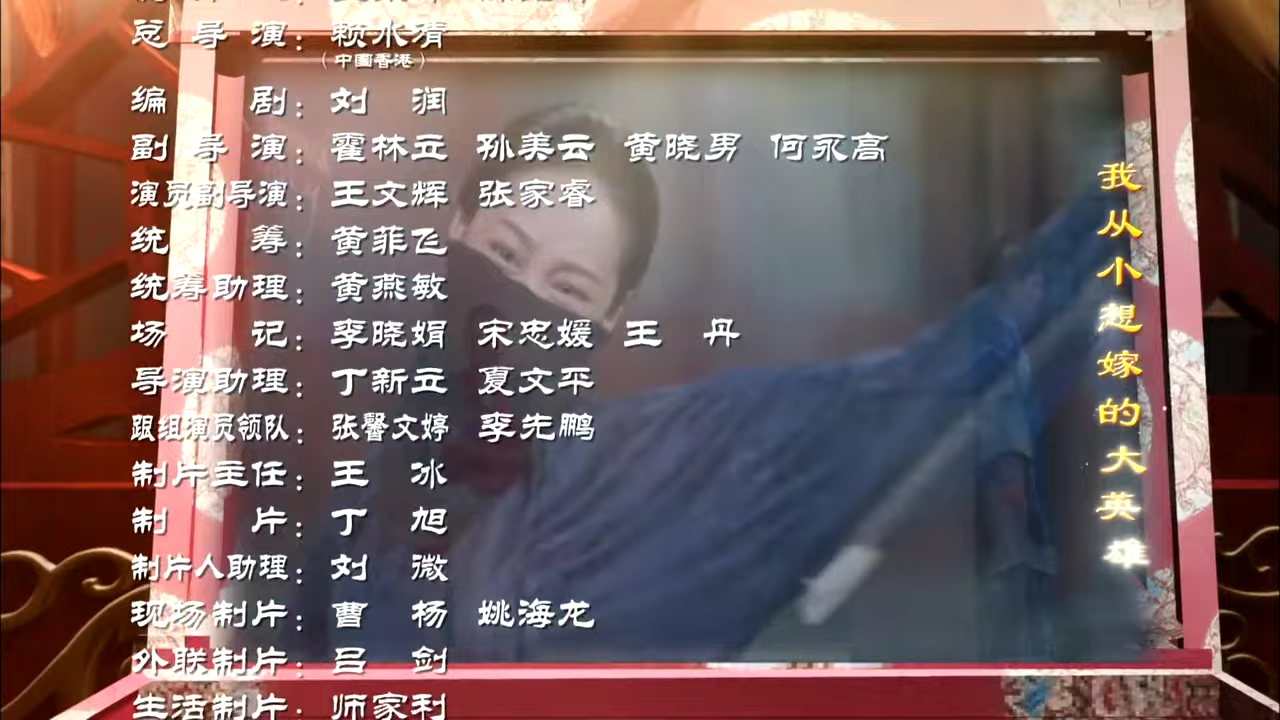 总导演：赖水清
（中国香港）
编剧：刘润
副导演：霍林立 孙美云 黄晓男 何永高
演员副导演：王文辉 张家睿
统筹：黄菲飞
统筹助理：黄燕敏
场记：李晓娟 宋忠媛 王丹
导演助理：丁新立 夏文平
跟组演员领队：张馨文婷 李先鹏
制片主任：王冰
制片：丁旭
制片人助理：刘微
现场制片：曹杨 姚海龙
外联制片：吕剑
生活制片：师家利
我从小想嫁的大英雄